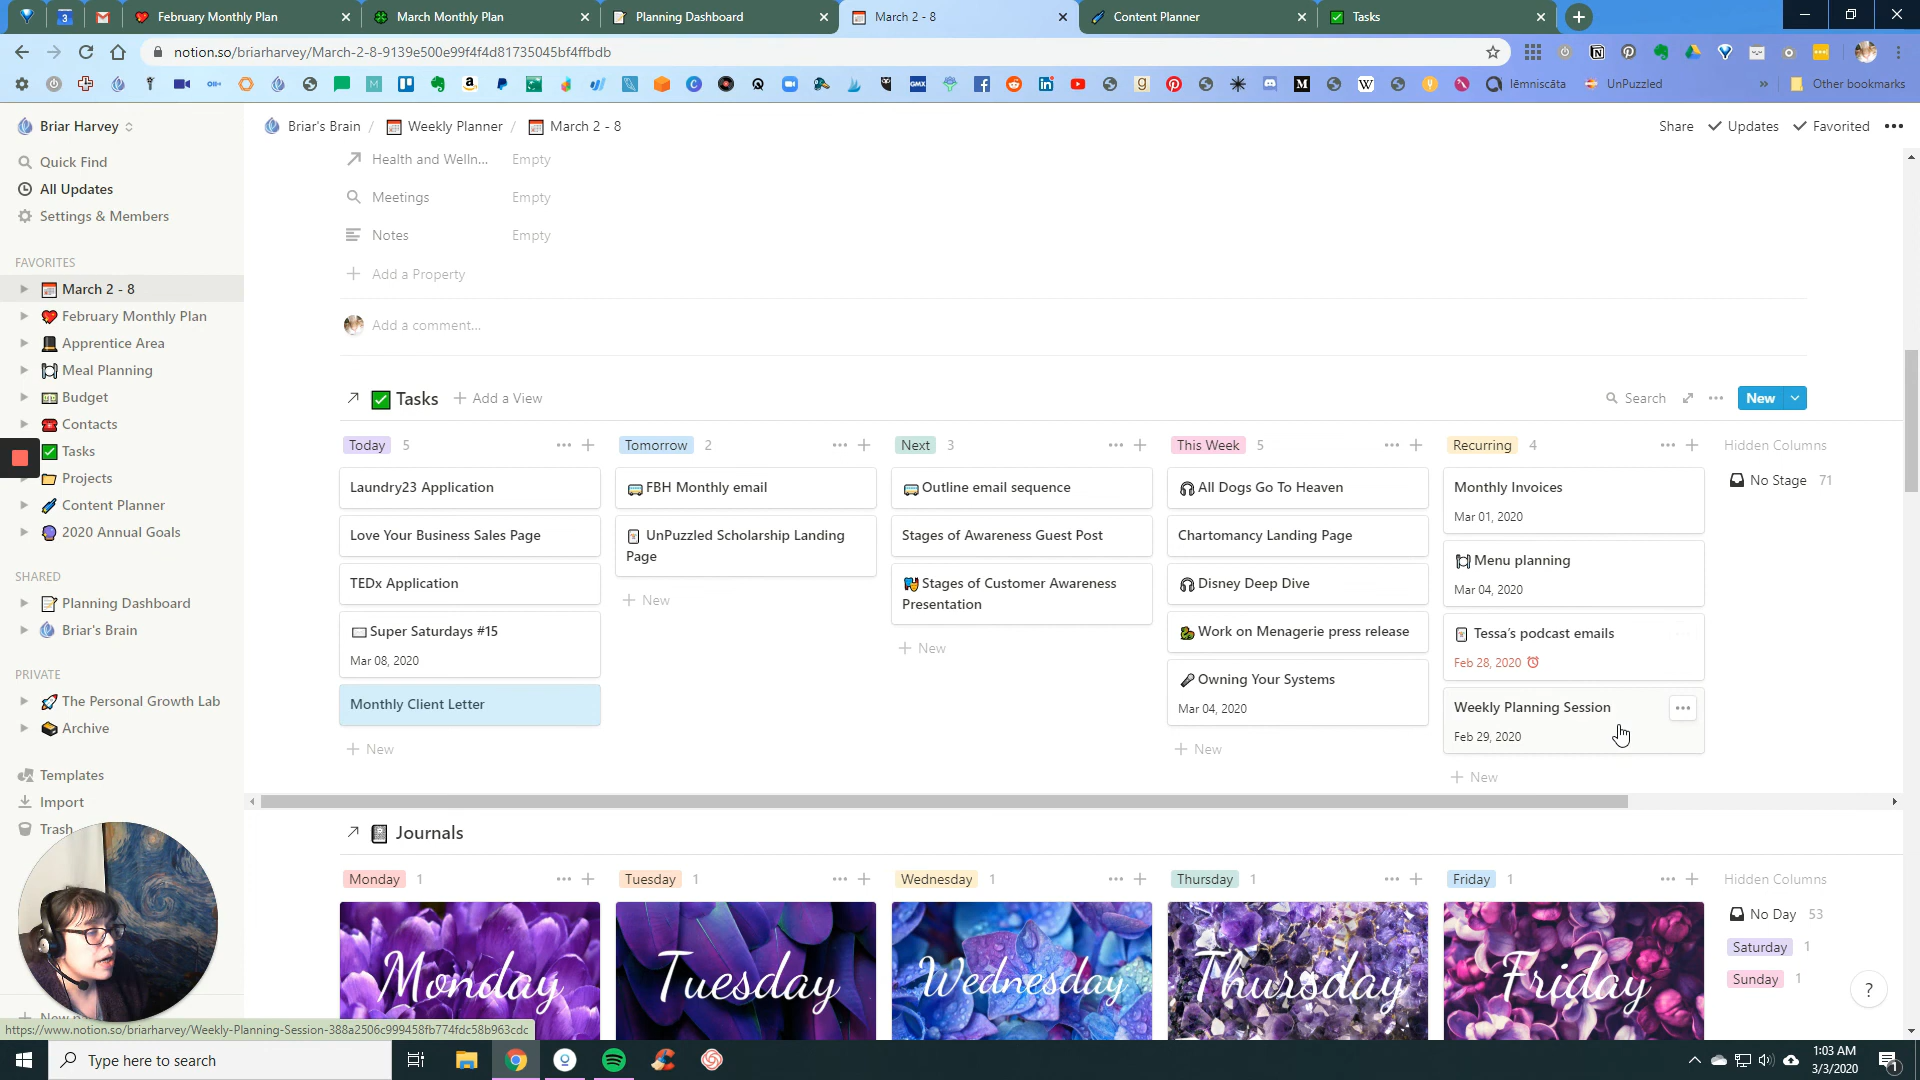 February Monthly Plan
March Monthly Plan
Planning Dashboard
March 2 - 8
Content Planner
Tasks
notion.so/briarharvey/March-2-8-9139e500e99f4f4d81735045bf4ffbdb
lēmniscāta
UnPuzzled
Other bookmarks
Briar Harvey
Briar's Brain / Weekly Planner / March 2 - 8
Share
Updates
Favorited
Quick Find
All Updates
Settings & Members
FAVORITES
March 2 - 8
February Monthly Plan
Apprentice Area
Meal Planning
Budget
Contacts
Tasks
Projects
Content Planner
2020 Annual Goals
SHARED
Planning Dashboard
Briar's Brain
PRIVATE
The Personal Growth Lab
Archive
Templates
Import
Trash
Health and Welln... Empty
Meetings Empty
Notes Empty
Add a Property
Add a comment...
Tasks
Add a View
Search
New
Today 5
Laundry23 Application
Love Your Business Sales Page
TEDx Application
Super Saturdays #15
Mar 08, 2020
Monthly Client Letter
New
Tomorrow 2
FBH Monthly email
UnPuzzled Scholarship Landing
Page
New
Next 3
Outline email sequence
Stages of Awareness Guest Post
Stages of Customer Awareness
Presentation
New
This Week 5
All Dogs Go To Heaven
Chartomancy Landing Page
Disney Deep Dive
Work on Menagerie press release
Owning Your Systems
Mar 04, 2020
New
Recurring 4
Monthly Invoices
Mar 01, 2020
Menu planning
Mar 04, 2020
Tessa's podcast emails
Feb 28, 2020
Weekly Planning Session
Feb 29, 2020
New
Hidden Columns
No Stage 71
Journals
Monday 1
Monday
Tuesday 1
Tuesday
Wednesday 1
Wednesday
Thursday 1
Thursday
Friday 1
Friday
Hidden Columns
No Day 53
Saturday 1
Sunday 1
?
https://www.notion.so/briarharvey/Weekly-Planning-Session-388a2506c999458fb774fdc58b963cdc
Type here to search
1:03 AM
3/3/2020